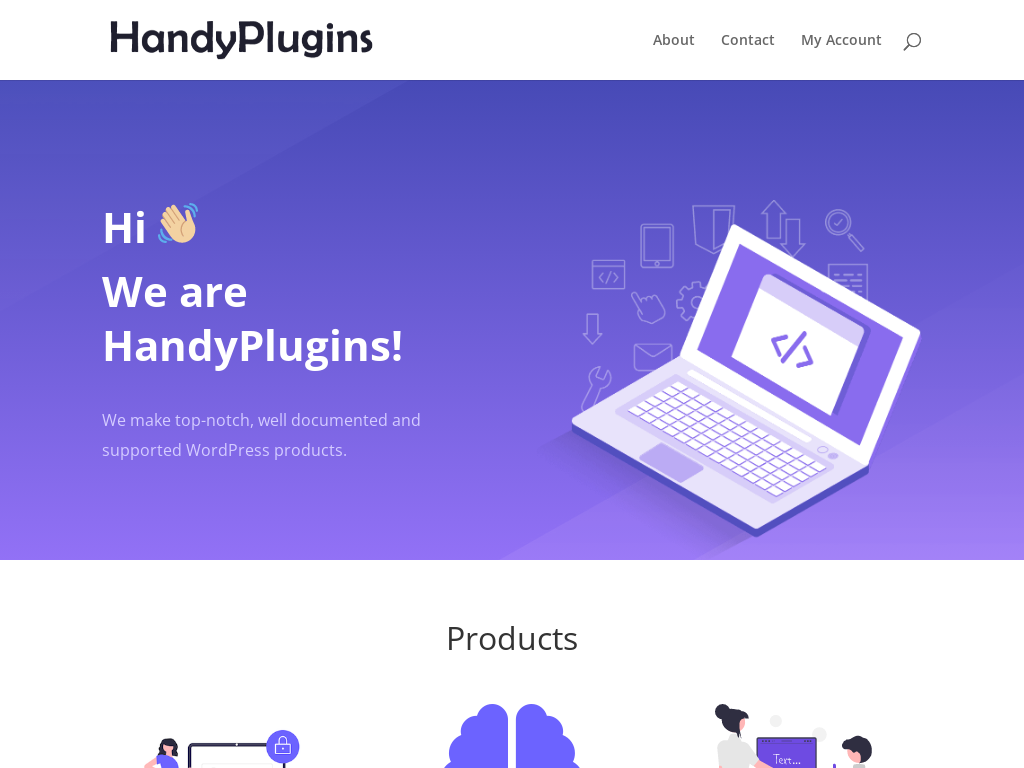 HandyPlugins
About
Contact
My Account
Hi
We are
HandyPlugins!
We make top-notch, well documented and
supported WordPress products.
</>
</>
Products
Text...